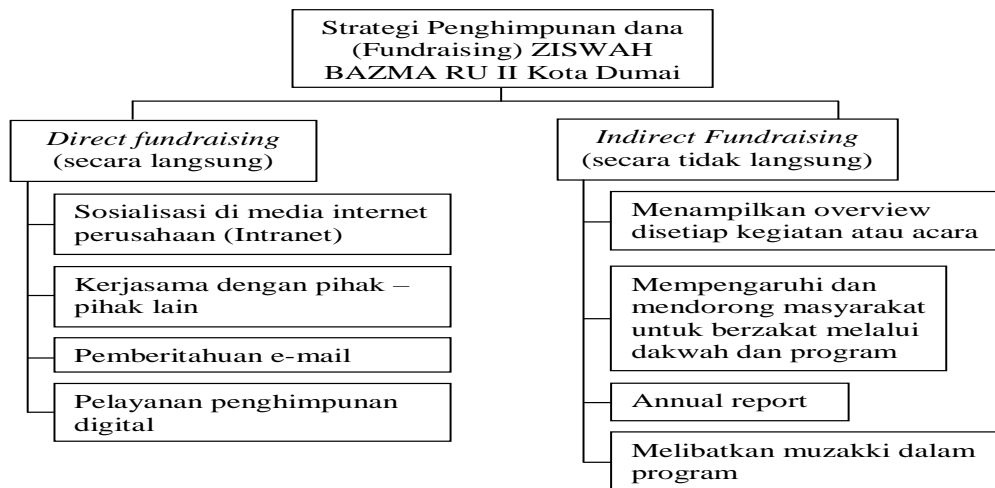 Strategi Penghimpunan dana
(Fundraising) ZISWAH
BAZMA RU II Kota Dumai
Direct fundraising
(secara langsung)
Sosialisasi di media internet
perusahaan (Intranet)
Kerjasama dengan pihak –
pihak lain
Pemberitahuan e-mail
Pelayanan penghimpunan
digital
Indirect Fundraising
(secara tidak langsung)
Menampilkan overview
disetiap kegiatan atau acara
Mempengaruhi dan
mendorong masyarakat
untuk berzakat melalui
dakwah dan program
Annual report
Melibatkan muzakki dalam
program